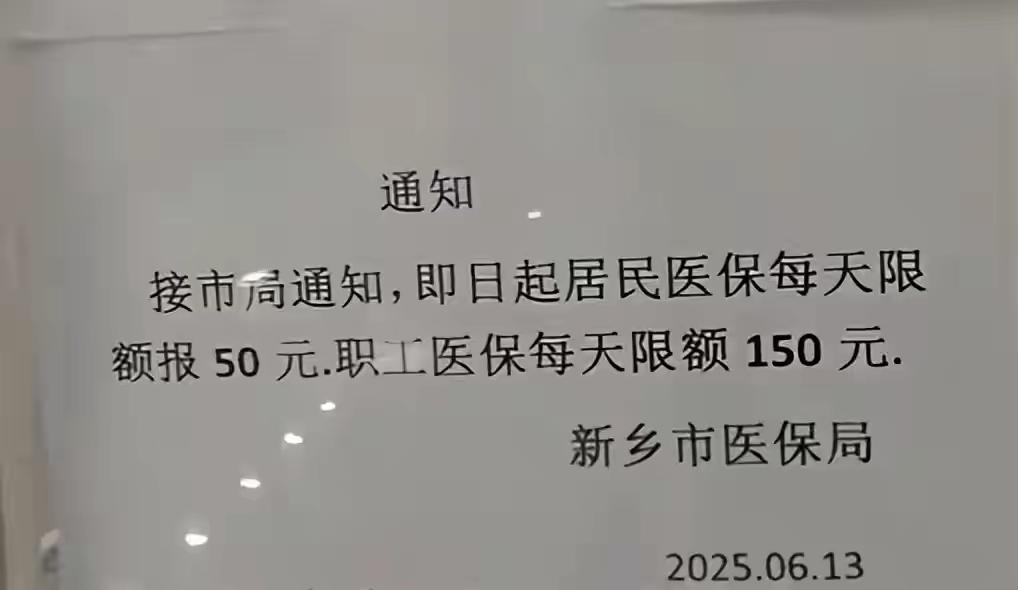 通知
接市局通知,即日起居民医保每天限
额报 50 元.职工医保每天限额 150 元.
新乡市医保局
2025.06.13